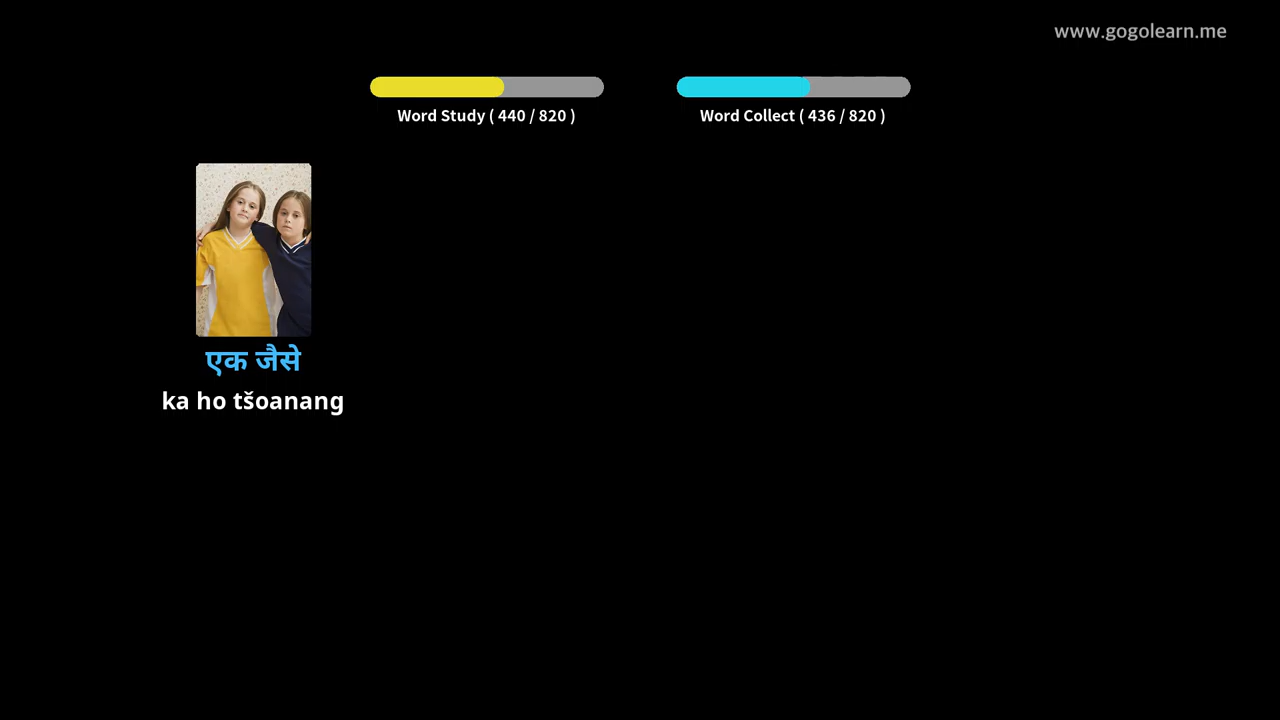 www.gogolearn.me
Word Study ( 440 / 820 )
Word Collect ( 436 / 820 )
एक जैसे
ka ho tšoanang